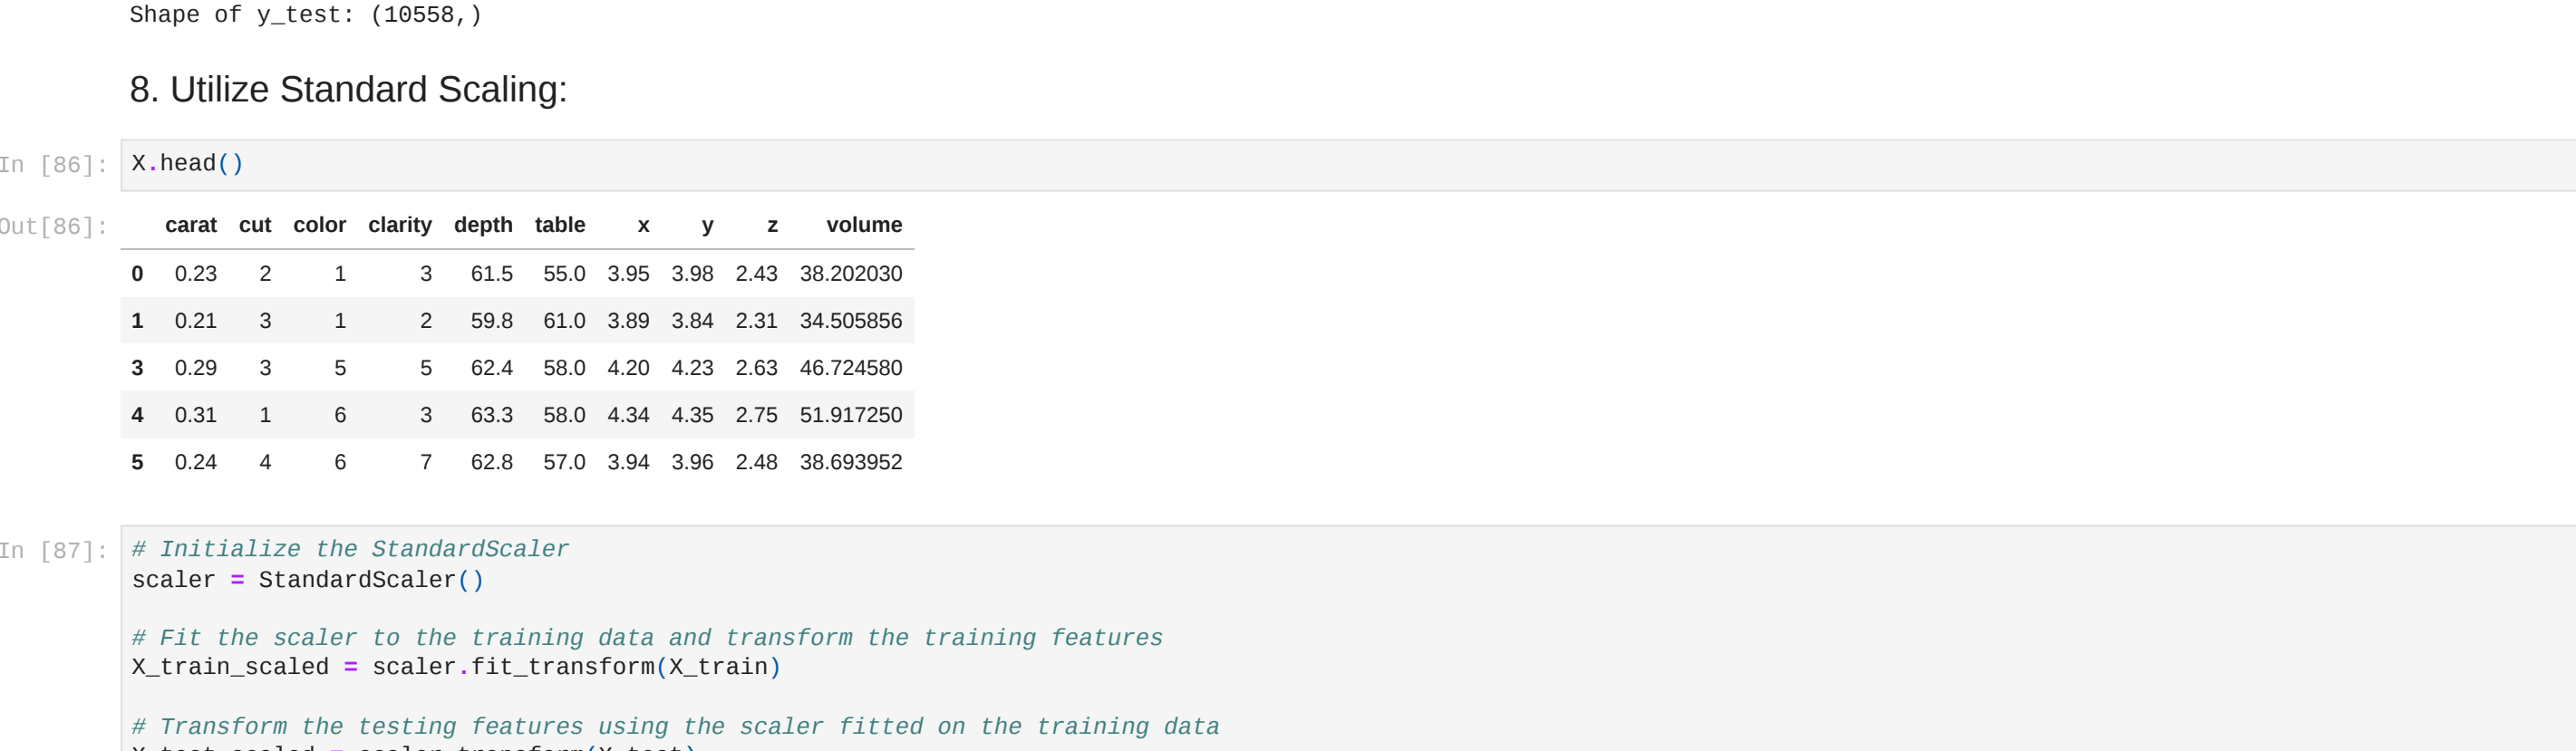 Shape of y_test: (10558,)
8. Utilize Standard Scaling:
In [86]: X.head()
Out[86]: carat cut color clarity depth table x y z volume
0 0.23 2 1 3 61.5 55.0 3.95 3.98 2.43 38.202030
1 0.21 3 1 2 59.8 61.0 3.89 3.84 2.31 34.505856
3 0.29 3 5 5 62.4 58.0 4.20 4.23 2.63 46.724580
4 0.31 1 6 3 63.3 58.0 4.34 4.35 2.75 51.917250
5 0.24 4 6 7 62.8 57.0 3.94 3.96 2.48 38.693952
In [87]: # Initialize the StandardScaler
scaler = StandardScaler()
# Fit the scaler to the training data and transform the training features
X_train_scaled = scaler.fit_transform(X_train)
# Transform the testing features using the scaler fitted on the training data
X_test_scaled = scaler.transform(X_test)